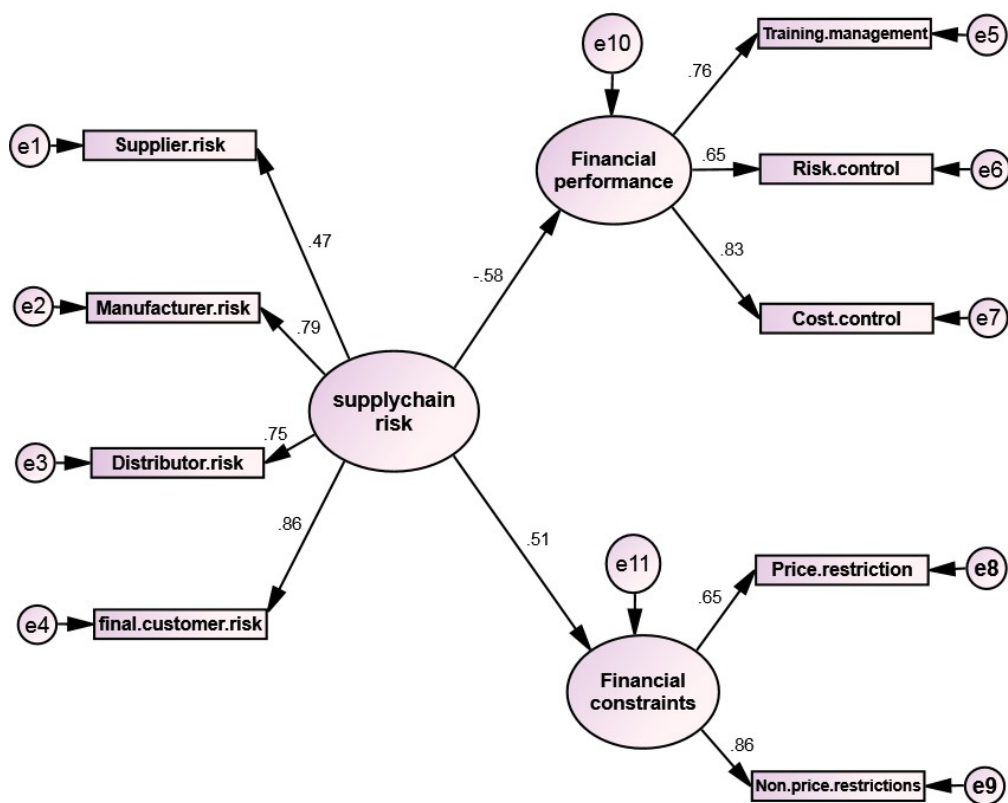 e10
Training.management
e5
.76
e1
Supplier.risk
Financial
performance
.65
Risk.control
e6
.47
.83
-.58
e2
Manufacturer.risk
.79
Cost.control
e7
supplychain
risk
.75
e3
Distributor.risk
.86
.51
e11
Price.restriction
e8
.65
e4
final.customer.risk
Financial
constraints
.86
Non.price.restrictions
e9